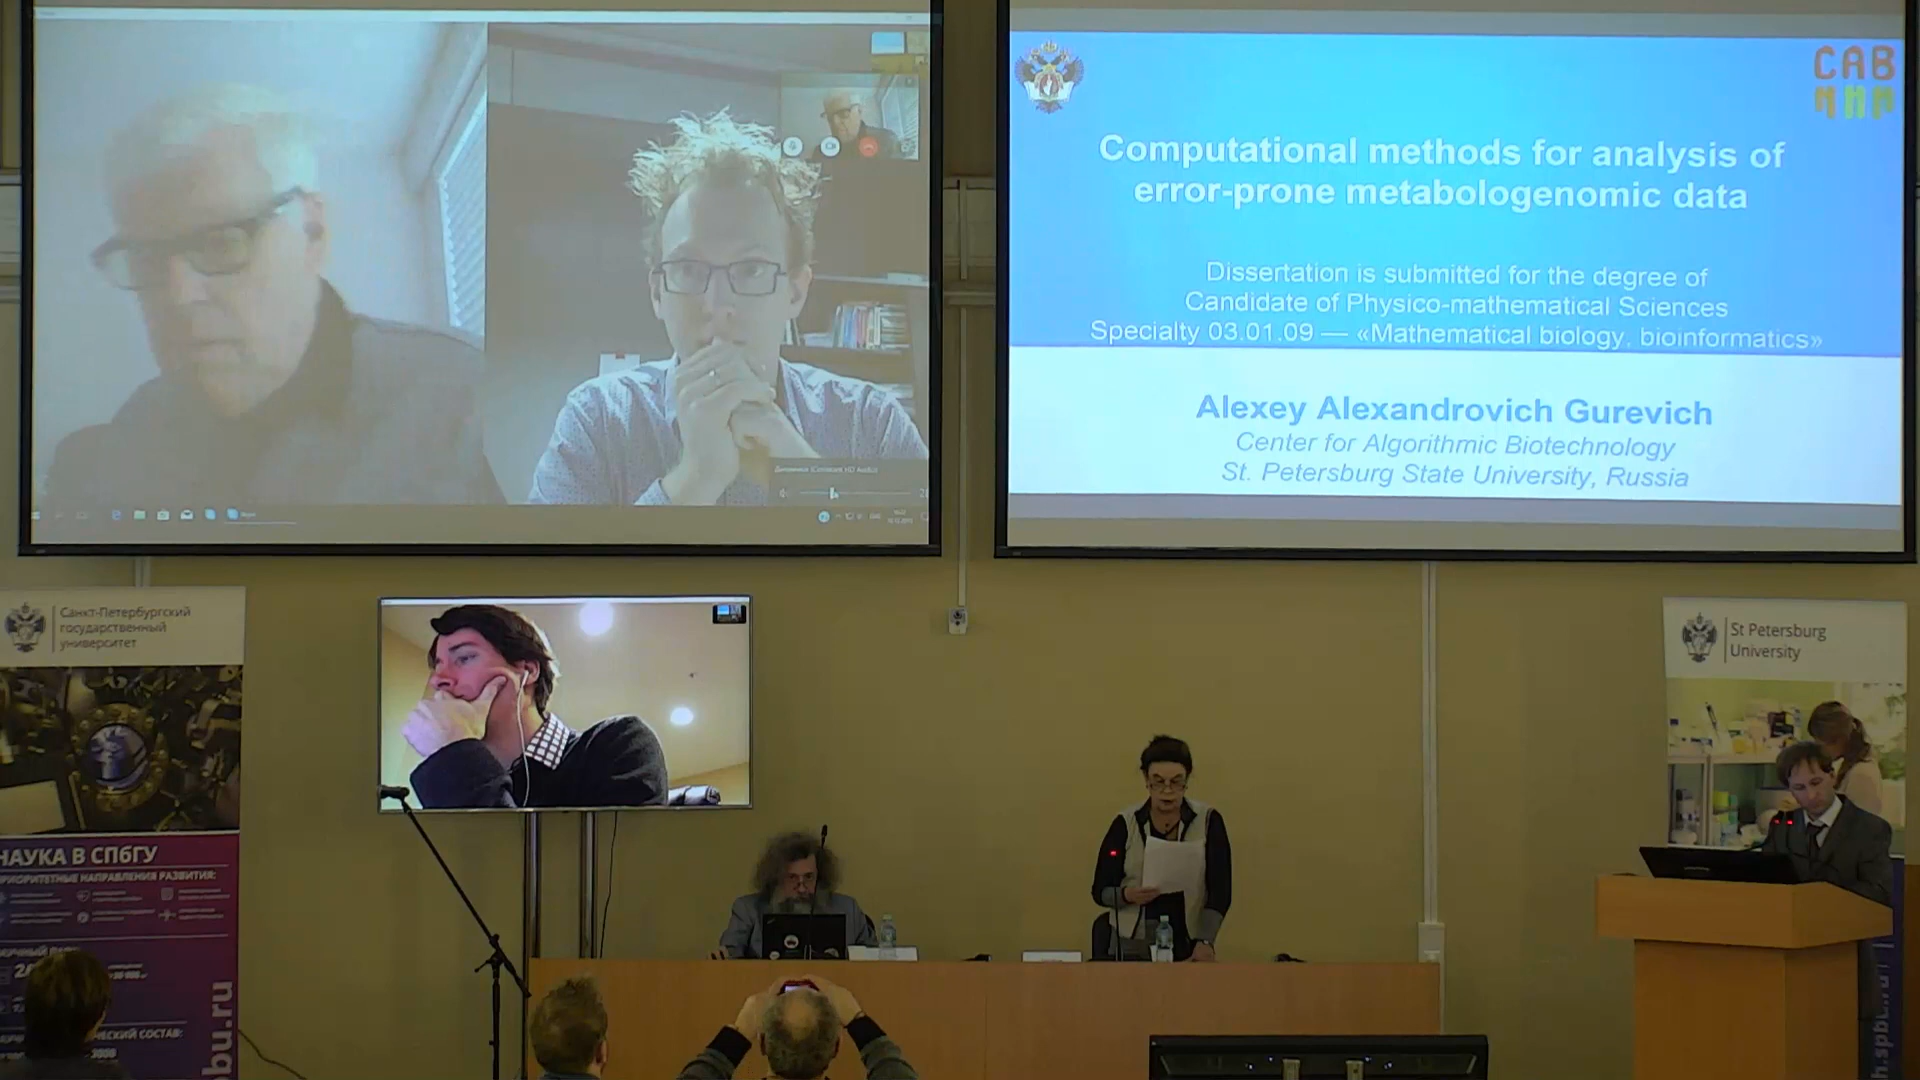 CAB
Computational methods for analysis of
error-prone metabologenomic data
Dissertation is submitted for the degree of
Candidate of Physico-mathematical Sciences
Specialty 03.01.09 — «Mathematical biology, bioinformatics»
Alexey Alexandrovich Gurevich
Center for Algorithmic Biotechnology
St. Petersburg State University, Russia
Санкт-Петербургский
государственный
университет
St Petersburg
University
НАУКА В СПбГУ
ПРИОРИТЕТНЫЕ НАПРАВЛЕНИЯ РАЗВИТИЯ: